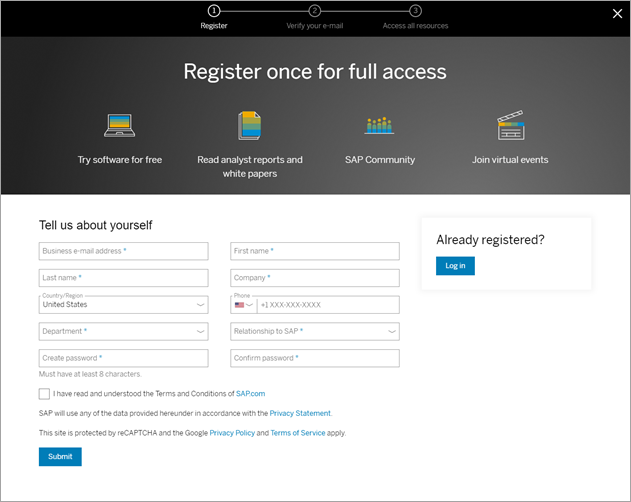 1 2 3
Register Verify your e-mail Access all resources
Register once for full access
Try software for free
Read analyst reports and
white papers
SAP Community
Join virtual events
Tell us about yourself
Business e-mail address *
First name *
Last name *
Company *
Country/Region
United States
Phone
+1 XXX-XXX-XXXX
Department *
Relationship to SAP *
Create password *
Confirm password *
Must have at least 8 characters.
I have read and understood the Terms and Conditions of SAP.com
SAP will use any of the data provided hereunder in accordance with the Privacy Statement.
This site is protected by reCAPTCHA and the Google Privacy Policy and Terms of Service apply.
Submit
Already registered?
Log in